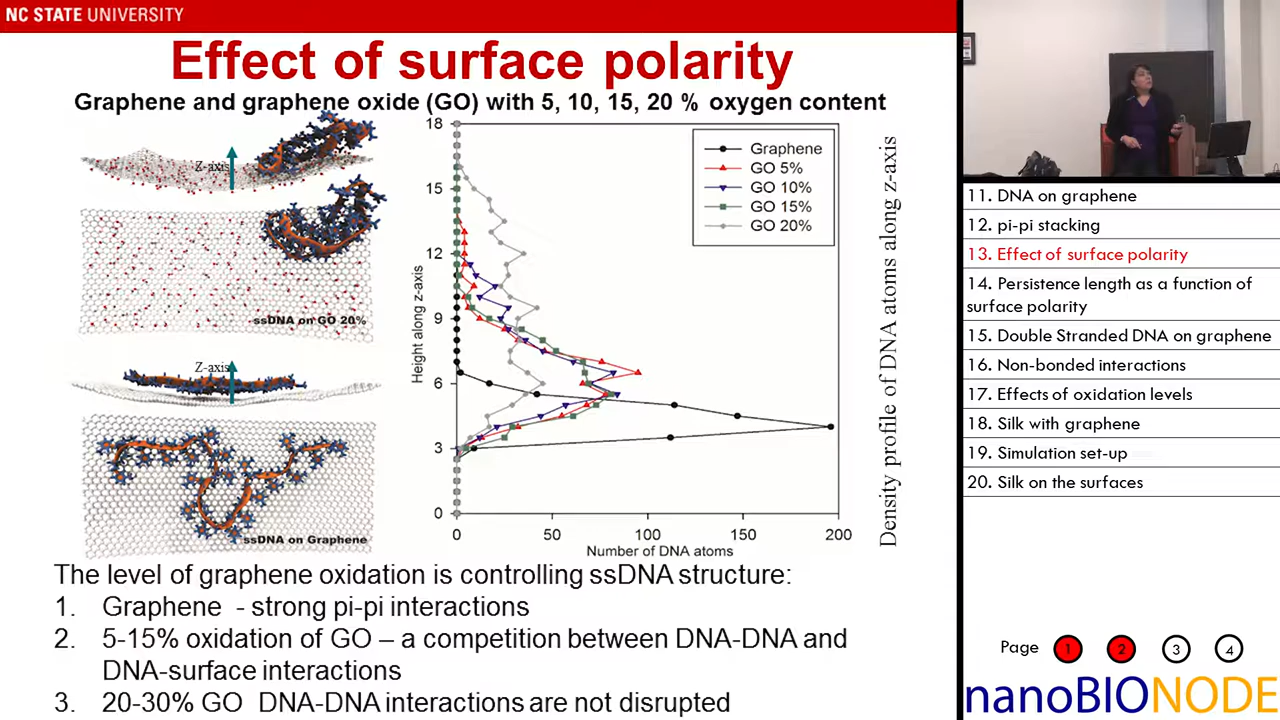 NC STATE UNIVERSITY
Effect of surface polarity
Graphene and graphene oxide (GO) with 5, 10, 15, 20 % oxygen content
Z-axis
ssDNA on GO 20%
Z-axis
ssDNA on Graphene
18
15
12
9
6
3
0
Height along z-axis
0
50
100
150
200
Number of DNA atoms
Graphene
GO 5%
GO 10%
GO 15%
GO 20%
Density profile of DNA atoms along z-axis
The level of graphene oxidation is controlling ssDNA structure:
1. Graphene - strong pi-pi interactions
2. 5-15% oxidation of GO – a competition between DNA-DNA and
DNA-surface interactions
3. 20-30% GO DNA-DNA interactions are not disrupted
11. DNA on graphene
12. pi-pi stacking
13. Effect of surface polarity
14. Persistence length as a function of
surface polarity
15. Double Stranded DNA on graphene
16. Non-bonded interactions
17. Effects of oxidation levels
18. Silk with graphene
19. Simulation set-up
20. Silk on the surfaces
Page 1 2 3 4
nanoBIONODE